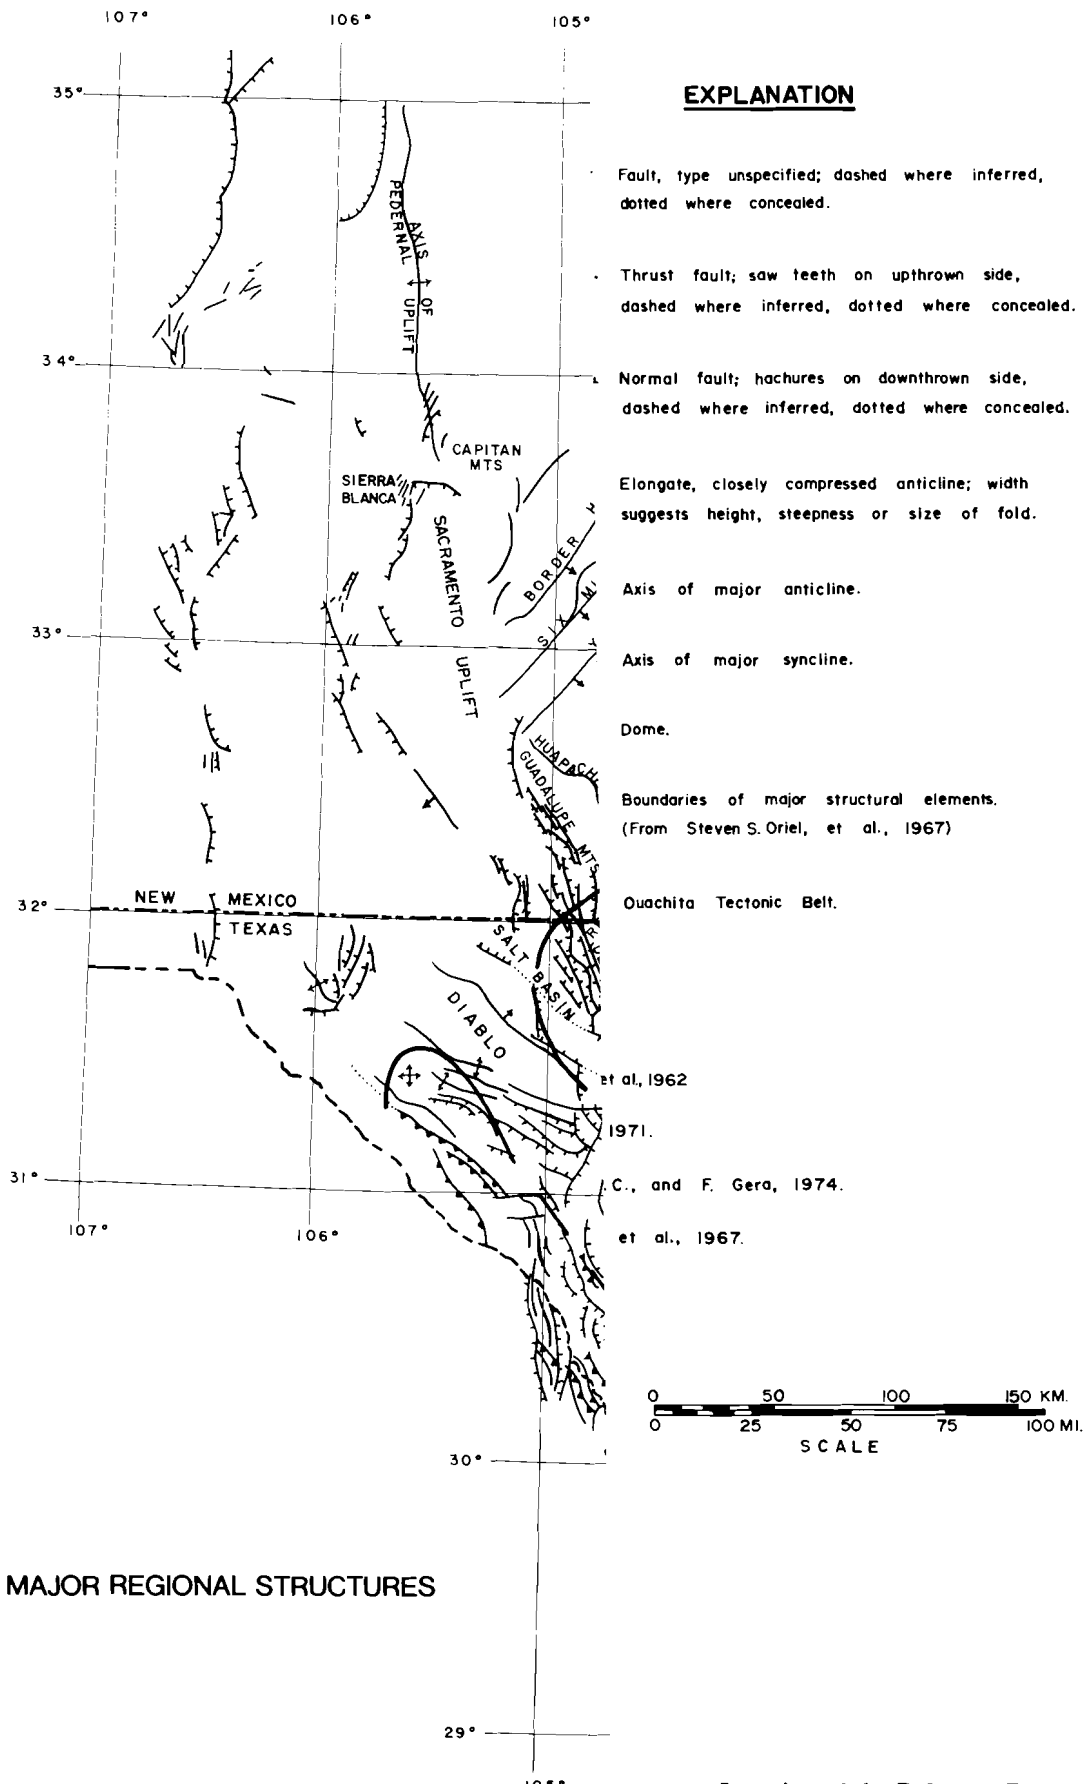 107° 106° 105°
35°
EXPLANATION
Fault, type unspecified; dashed where inferred,
dotted where concealed.
AXIS OF
PEDERNAL UPLIFT
Thrust fault; saw teeth on upthrown side,
dashed where inferred, dotted where concealed.
34°
Normal fault; hachures on downthrown side,
dashed where inferred, dotted where concealed.
CAPITAN
MTS
SIERRA
BLANCA
Elongate, closely compressed anticline; width
suggests height, steepness or size of fold.
SACRAMENTO UPLIFT
BORDER
SIX M
Axis of major anticline.
33°
Axis of major syncline.
Dome.
HUAPACH
GUADALUPE MTS
Boundaries of major structural elements.
(From Steven S. Oriel, et al., 1967)
32°
NEW MEXICO
TEXAS
Ouachita Tectonic Belt.
SALT BASIN
DIABLO
et al., 1962
1971.
31°
C., and F. Gera, 1974.
107° 106°
et al., 1967.
0 50 100 150 KM.
0 25 50 75 100 MI.
SCALE
30°
MAJOR REGIONAL STRUCTURES
29°